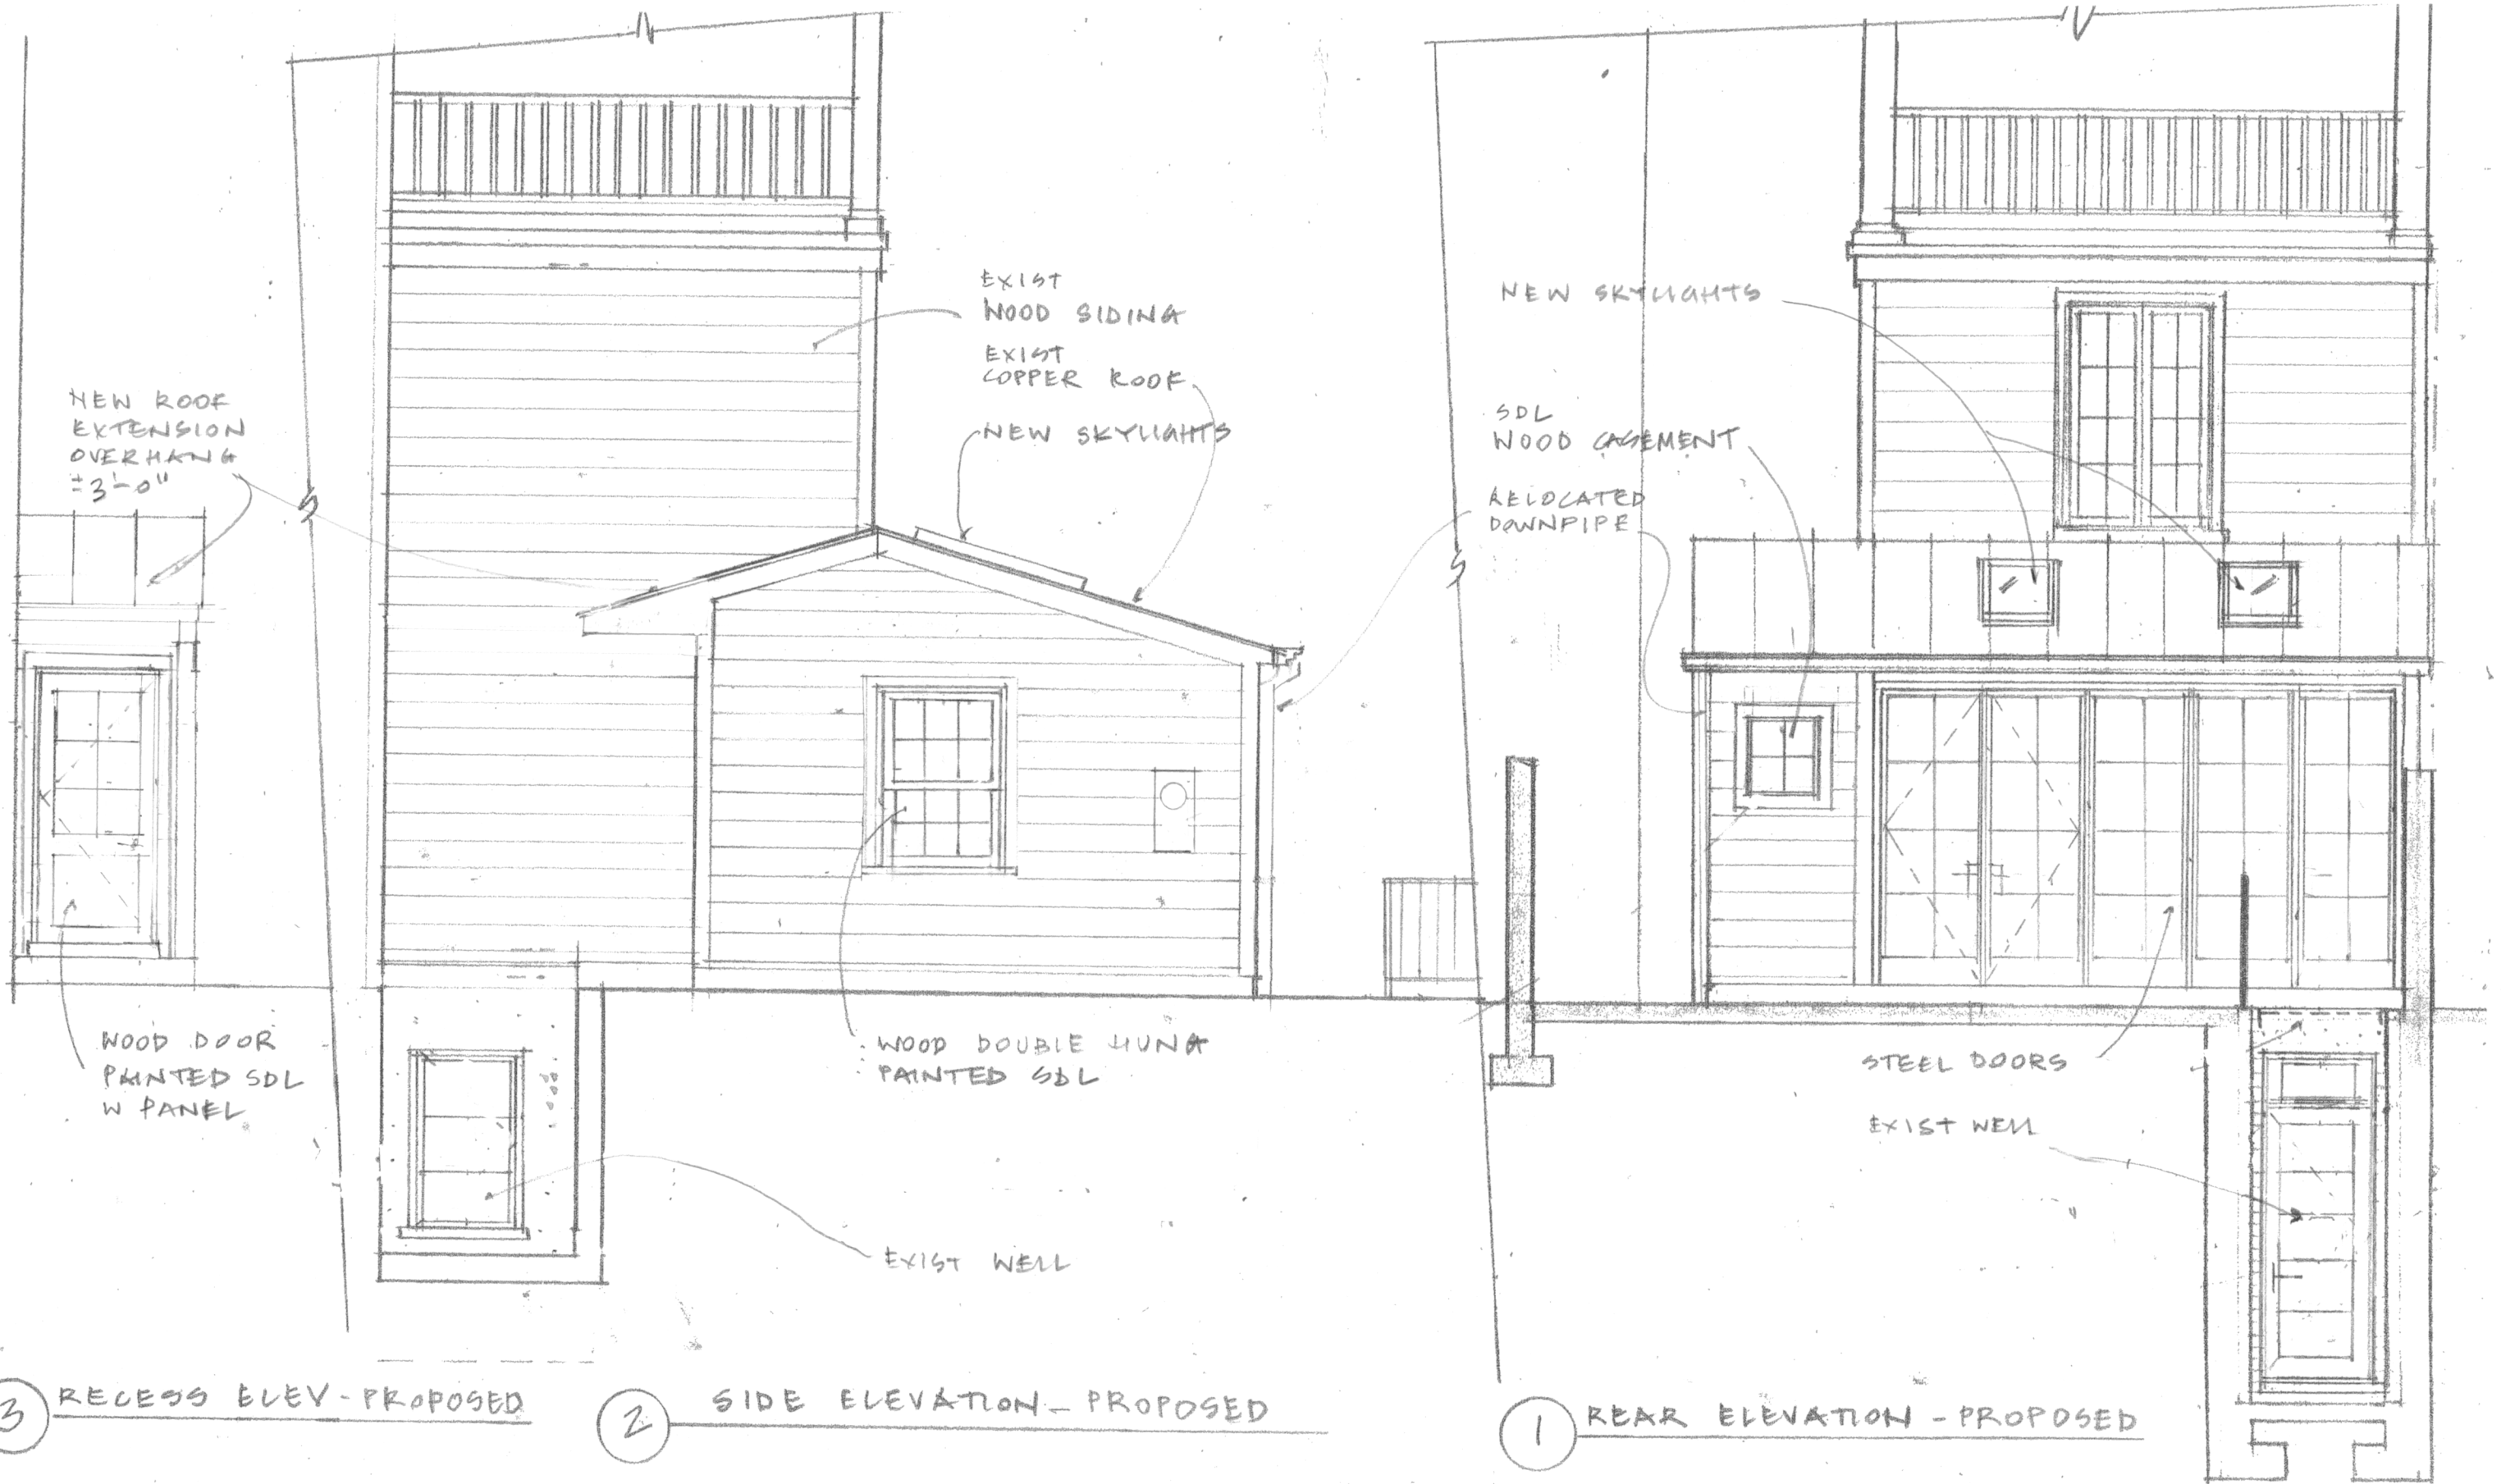 NEW ROOF
EXTENSION
OVERHANG
±3'-0"
WOOD DOOR
PAINTED SDL
W PANEL
3 RECESS ELEV - PROPOSED
EXIST
WOOD SIDING
EXIST
COPPER ROOF
NEW SKYLIGHTS
WOOD DOUBLE HUNG
PAINTED SDL
EXIST WELL
2 SIDE ELEVATION - PROPOSED
NEW SKYLIGHTS
SDL
WOOD CASEMENT
RELOCATED
DOWNPIPE
STEEL DOORS
EXIST WELL
1 REAR ELEVATION - PROPOSED